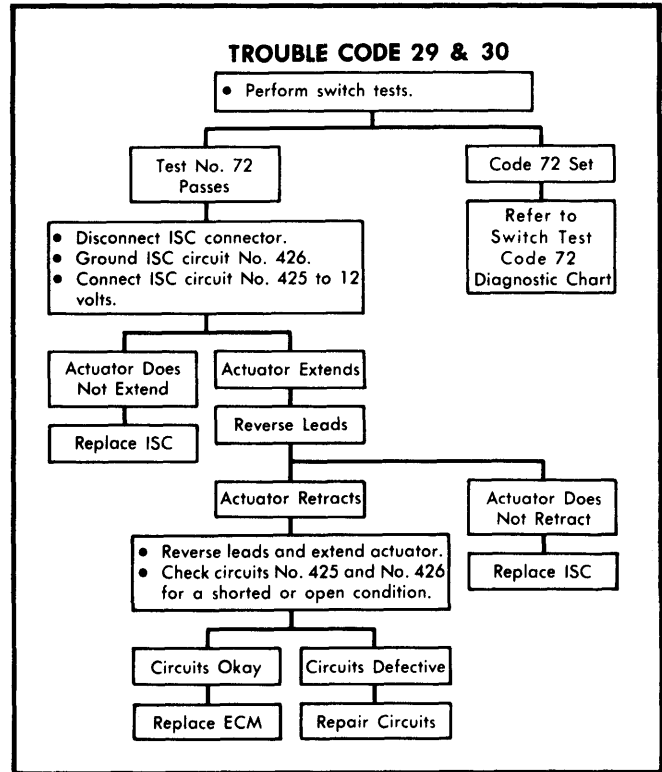 TROUBLE CODE 29 & 30
• Perform switch tests.
Test No. 72
Passes
Code 72 Set
• Disconnect ISC connector.
• Ground ISC circuit No. 426.
• Connect ISC circuit No. 425 to 12
volts.
Refer to
Switch Test
Code 72
Diagnostic Chart
Actuator Does
Not Extend
Actuator Extends
Replace ISC
Reverse Leads
Actuator Retracts
Actuator Does
Not Retract
• Reverse leads and extend actuator.
• Check circuits No. 425 and No. 426
for a shorted or open condition.
Replace ISC
Circuits Okay
Circuits Defective
Replace ECM
Repair Circuits